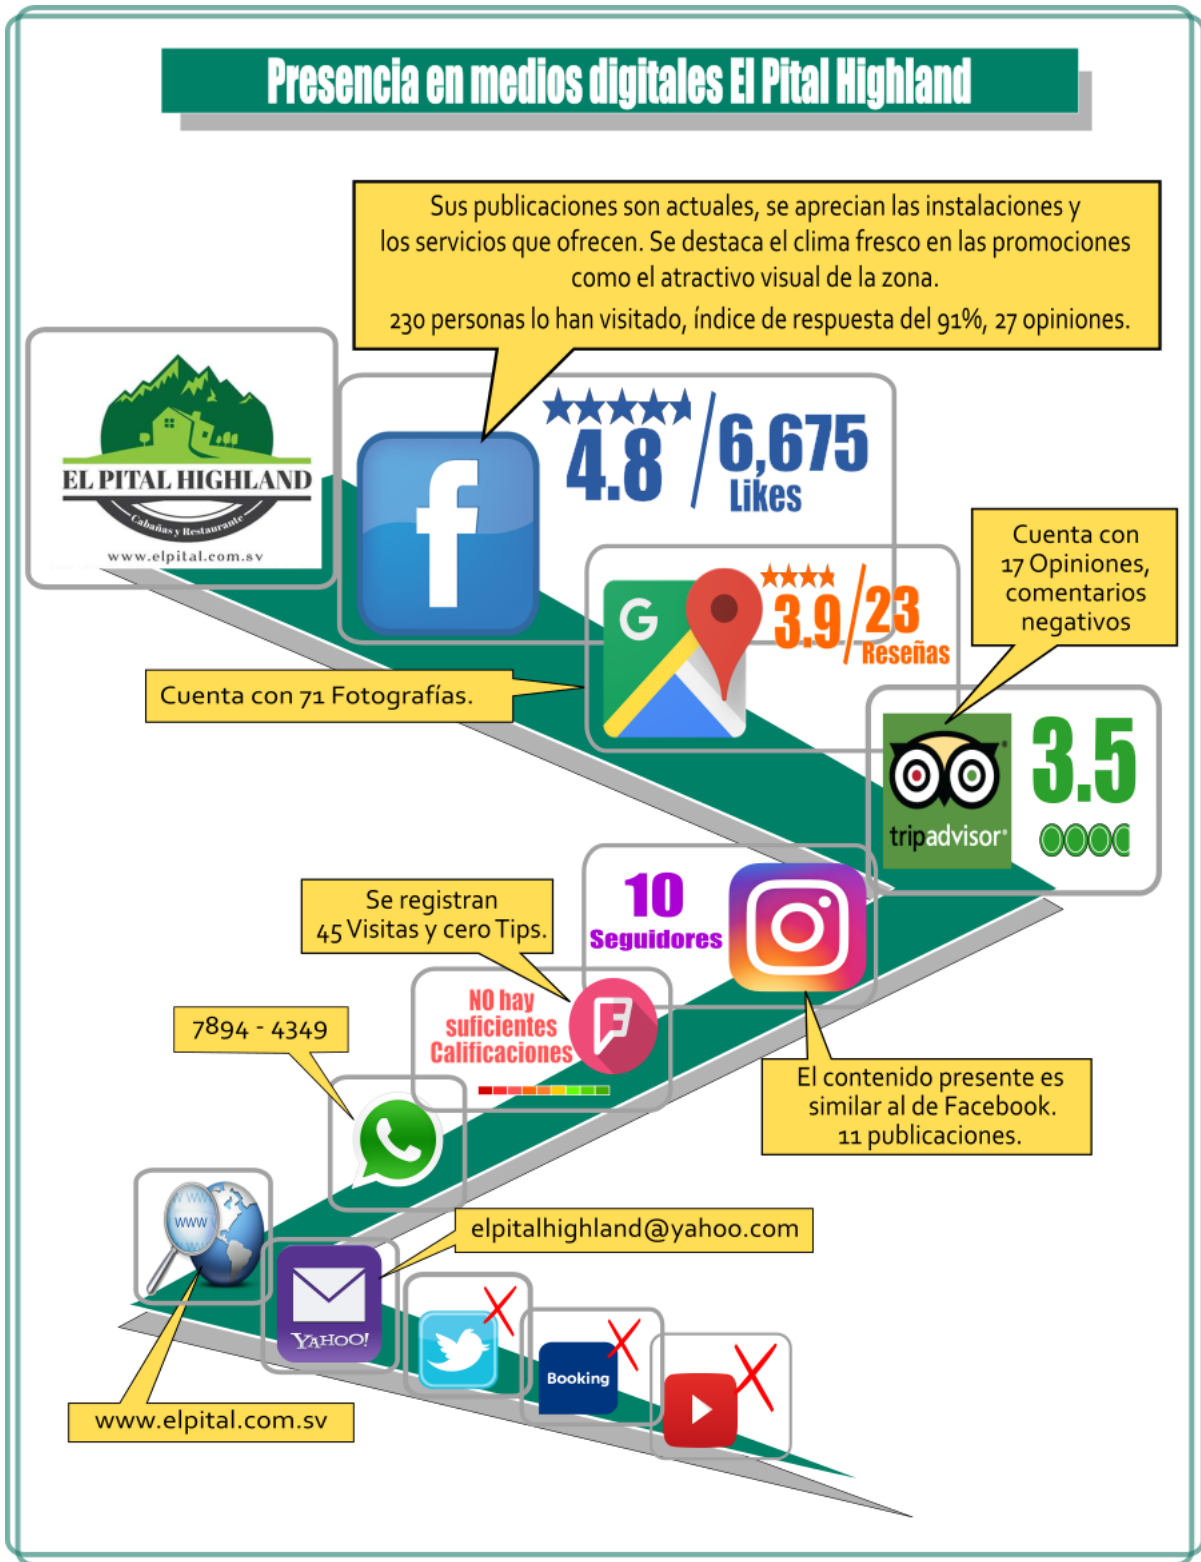 Presencia en medios digitales El Pital Highland
Sus publicaciones son actuales, se aprecian las instalaciones y
los servicios que ofrecen. Se destaca el clima fresco en las promociones
como el atractivo visual de la zona.
230 personas lo han visitado, índice de respuesta del 91%, 27 opiniones.
EL PITAL HIGHLAND
Cabañas y Restaurante
www.elpital.com.sv
f
4.8 / 6,675
Likes
G
3.9 / 23
Reseñas
Cuenta con
17 Opiniones,
comentarios
negativos
Cuenta con 71 Fotografías.
tripadvisor®
3.5
10
Seguidores
Se registran
45 Visitas y cero Tips.
NO hay
suficientes
Calificaciones
El contenido presente es
similar al de Facebook.
11 publicaciones.
7894 - 4349
www
elpitalhighland@yahoo.com
YAHOO!
Booking
www.elpital.com.sv